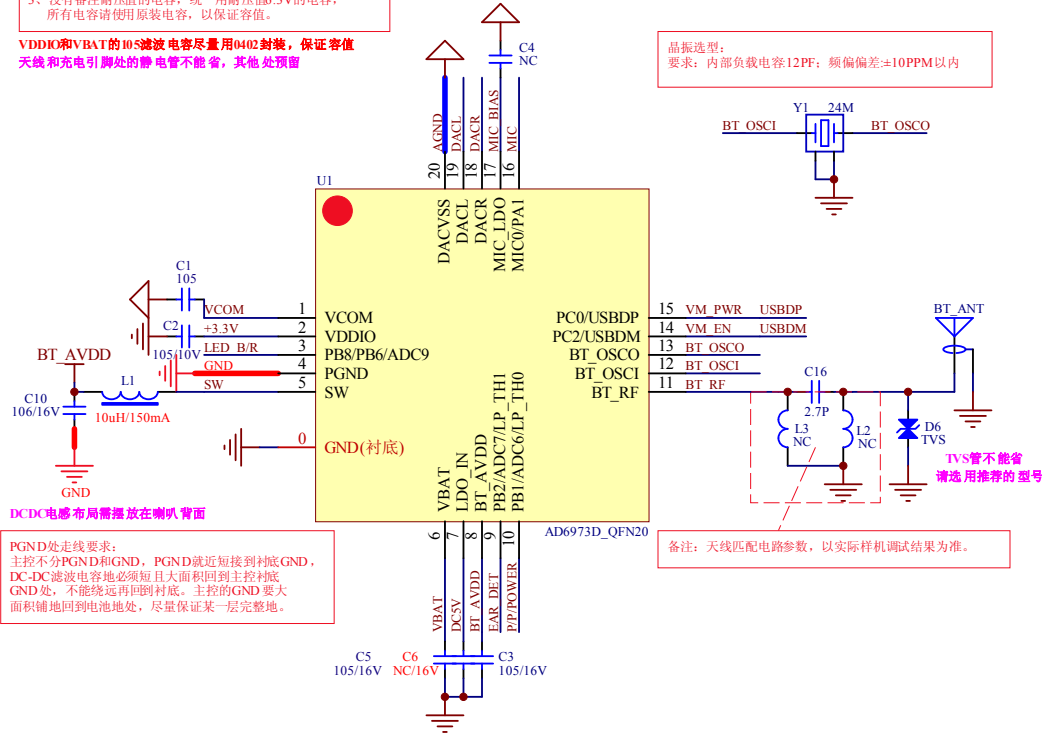 所有电容请使用原装电容，以保证容值。
VDDIO和VBAT的105滤波电容尽量用0402封装，保证容值
天线和充电引脚处的静电管不能省，其他处预留
C4
NC
晶振选型：
要求：内部负载电容12PF；频偏偏差:±10PPM以内
Y1 24M
BT_OSCI
BT_OSCO
AGND
DACL
DACR
MIC_BIAS
MIC
20
19
18
17
16
U1
DACVSS
DACL
DACR
MIC_LDO
MIC0/PA1
C1
105
VCOM 1 VCOM
C2 +3.3V 2 VDDIO
105/10V LED_B/R 3 PB8/PB6/ADC9
GND 4 PGND
SW 5 SW
0 GND(衬底)
BT_AVDD
L1
10uH/150mA
C10
106/16V
GND
DCDC电感布局需摆放在喇叭背面
PC0/USBDP 15 VM_PWR USBDP
PC2/USBDM 14 VM_EN USBDM
BT_OSCO 13 BT_OSCO
BT_OSCI 12 BT_OSCI
BT_RF 11 BT_RF
BT_ANT
C16
2.7P
L3
NC
L2
NC
D6
TVS
TVS管不能省
请选用推荐的型号
VBAT
LDO_IN
BT_AVDD
PB2/ADC7/LP_TH1
PB1/ADC6/LP_TH0
6
7
8
9
10
AD6973D_QFN20
VBAT
DC5V
BT_AVDD
EAR_DET
P/P/POWER
PGND处走线要求：
主控不分PGND和GND，PGND就近短接到衬底GND，
DC-DC滤波电容地必须短且大面积回到主控衬底
GND处，不能绕远再回到衬底。主控的GND要大
面积铺地回到电池地处，尽量保证某一层完整地。
备注：天线匹配电路参数，以实际样机调试结果为准。
C5
105/16V
C6
NC/16V
C3
105/16V